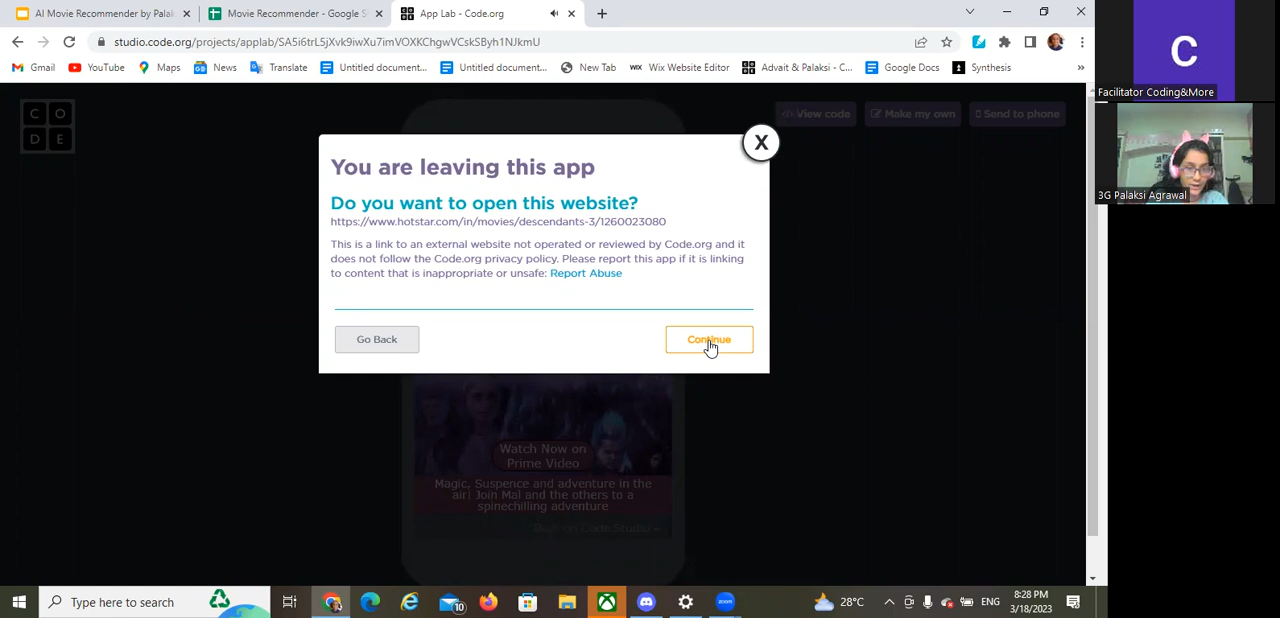 AI Movie Recommender by Palak
Movie Recommender - Google S
App Lab - Code.org
studio.code.org/projects/applab/SA5i6trL5jXvk9iwXu7imVOXKChgwVCskSByh1NJkmU
Gmail
YouTube
Maps
News
Translate
Untitled document...
Untitled document...
New Tab
WIX
Wix Website Editor
Advait & Palaksi - C...
Google Docs
Synthesis
»
C O
D E
View code
Make my own
Send to phone
X
You are leaving this app
Do you want to open this website?
https://www.hotstar.com/in/movies/descendants-3/1260023080
This is a link to an external website not operated or reviewed by Code.org and it
does not follow the Code.org privacy policy. Please report this app if it is linking
to content that is inappropriate or unsafe: Report Abuse
Go Back
Continue
Watch Now on
Prime Video
Magic, Suspense and adventure in the
air| Join Mal and the others to a
spinechilling adventure
Built on Code Studio
C
Facilitator Coding&More
3G Palaksi Agrawal
Type here to search
10
zoom
28°C
ENG
8:28 PM
3/18/2023